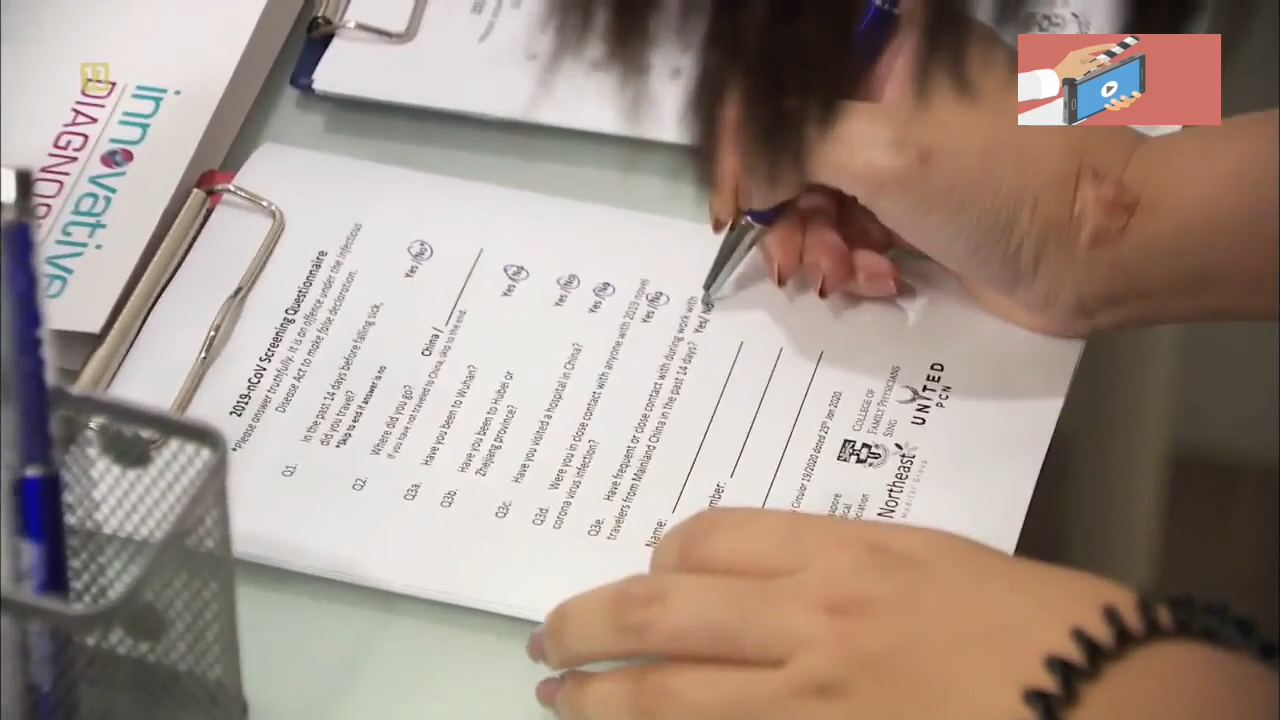 innovative
DIAGNOS
2019-nCoV Screening Questionnaire
*Please answer truthfully. It is an offence under the Infectious
Disease Act to make false declaration.
Q1. In the past 14 days before falling sick,
did you travel? Yes / No*
*Skip to end if answer is no
Q2. Where did you go? China / ________
If you have not traveled to China, skip to the end.
Q3a. Have you been to Wuhan? Yes / No
Q3b. Have you been to Hubei or
Zhejiang province? Yes / No
Q3c. Have you visited a hospital in China? Yes / No
Q3d. Were you in close contact with anyone with 2019 novel
corona virus infection? Yes / No
Q3e. Have frequent or close contact with during work with
travelers from Mainland China in the past 14 days? Yes/ No
Name:
mber:
Circular 19/2020 dated 25th Jan 2020
COLLEGE OF
FAMILY PHYSICIANS
SING
Northeast
MEDICAL GROUP
UNITED
PCN